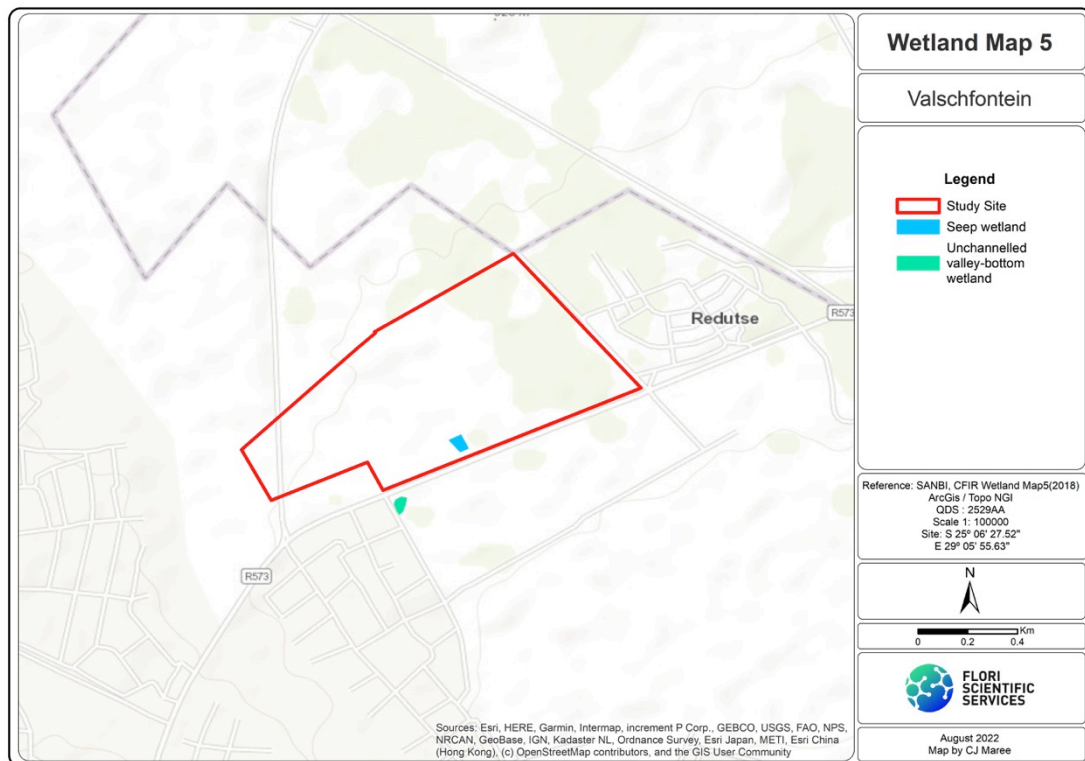 Wetland Map 5
Valschfontein
Legend
Study Site
Seep wetland
Unchannelled
valley-bottom
wetland
Redutse
R573
R573
Reference: SANBI, CFIR Wetland Map5(2018)
ArcGis / Topo NGI
QDS : 2529AA
Scale 1: 100000
Site: S 25º 06' 27.52"
E 29º 05' 55.63"
N
Km
0 0.2 0.4
FLORI
SCIENTIFIC
SERVICES
Sources: Esri, HERE, Garmin, Intermap, increment P Corp., GEBCO, USGS, FAO, NPS,
NRCAN, GeoBase, IGN, Kadaster NL, Ordnance Survey, Esri Japan, METI, Esri China
(Hong Kong), (c) OpenStreetMap contributors, and the GIS User Community
August 2022
Map by CJ Maree